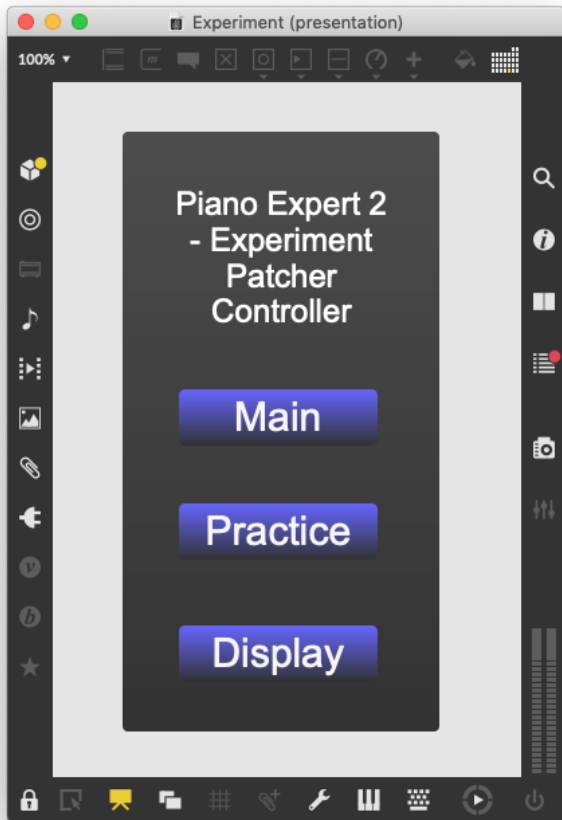 Experiment (presentation)
100%
m
Piano Expert 2
- Experiment
Patcher
Controller
Main
Practice
Display
i
v
b